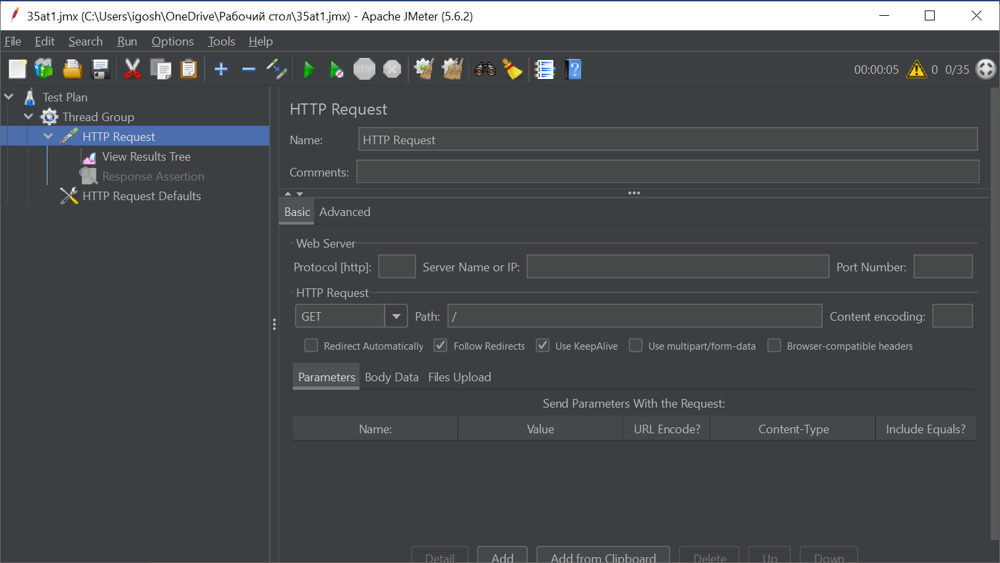 35at1.jmx (C:\Users\igosh\OneDrive\Рабочий стол\35at1.jmx) - Apache JMeter (5.6.2)
File Edit Search Run Options Tools Help
STOP 00:00:05 0 0/35
Test Plan
Thread Group
HTTP Request
View Results Tree
Response Assertion
HTTP Request Defaults
HTTP Request
Name: HTTP Request
Comments:
Basic Advanced
Web Server
Protocol [http]: Server Name or IP: Port Number:
HTTP Request
GET Path: / Content encoding:
Redirect Automatically Follow Redirects Use KeepAlive Use multipart/form-data Browser-compatible headers
Parameters Body Data Files Upload
Send Parameters With the Request:
Name: Value URL Encode? Content-Type Include Equals?
Detail Add Add from Clipboard Delete Up Down